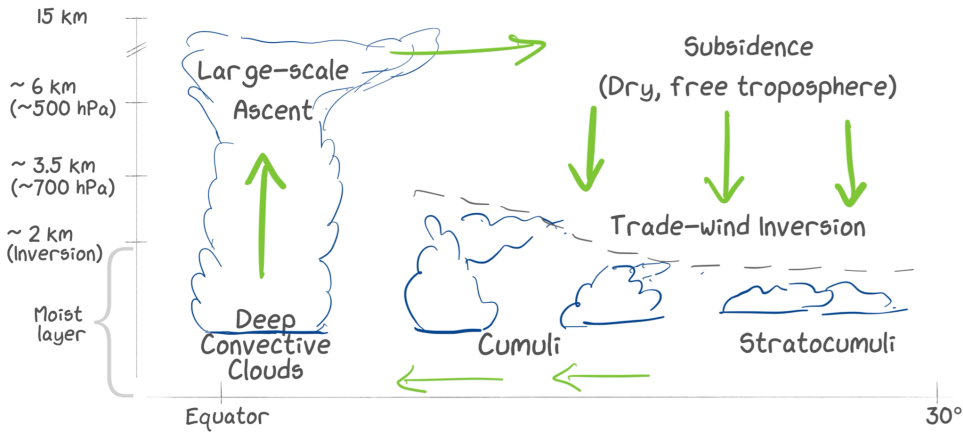 15 km
~ 6 km
(~500 hPa)
~ 3.5 km
(~700 hPa)
~ 2 km
(Inversion)
Moist
layer
Large-scale
Ascent
Deep
Convective
Clouds
Subsidence
(Dry, free troposphere)
Trade-wind Inversion
Cumuli
Stratocumuli
Equator
30°